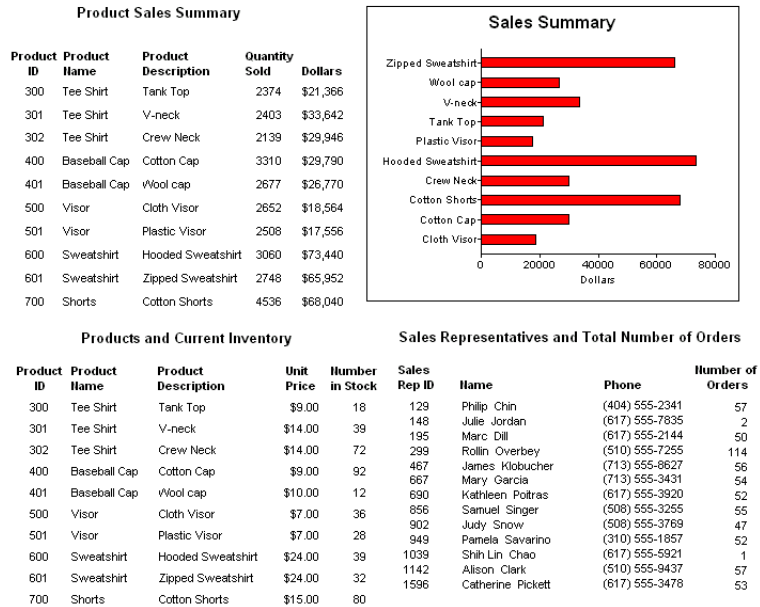 Product Sales Summary
Product ID Product Name Product Description Quantity Sold Dollars
300 Tee Shirt Tank Top 2374 $21,366
301 Tee Shirt V-neck 2403 $33,642
302 Tee Shirt Crew Neck 2139 $29,946
400 Baseball Cap Cotton Cap 3310 $29,790
401 Baseball Cap Wool cap 2677 $26,770
500 Visor Cloth Visor 2652 $18,564
501 Visor Plastic Visor 2508 $17,556
600 Sweatshirt Hooded Sweatshirt 3060 $73,440
601 Sweatshirt Zipped Sweatshirt 2748 $65,952
700 Shorts Cotton Shorts 4536 $68,040
Sales Summary
Zipped Sweatshirt
Wool cap
V-neck
Tank Top
Plastic Visor
Hooded Sweatshirt
Crew Neck
Cotton Shorts
Cotton Cap
Cloth Visor
0 20000 40000 60000 80000
Dollars
Products and Current Inventory
Product ID Product Name Product Description Unit Price Number in Stock
300 Tee Shirt Tank Top $9.00 18
301 Tee Shirt V-neck $14.00 39
302 Tee Shirt Crew Neck $14.00 72
400 Baseball Cap Cotton Cap $9.00 92
401 Baseball Cap Wool cap $10.00 12
500 Visor Cloth Visor $7.00 36
501 Visor Plastic Visor $7.00 28
600 Sweatshirt Hooded Sweatshirt $24.00 39
601 Sweatshirt Zipped Sweatshirt $24.00 32
700 Shorts Cotton Shorts $15.00 80
Sales Representatives and Total Number of Orders
Sales Rep ID Name Phone Number of Orders
129 Philip Chin (404) 555-2341 57
148 Julie Jordan (617) 555-7835 2
195 Marc Dill (617) 555-2144 50
299 Rollin Overbey (510) 555-7255 114
467 James Klobucher (713) 555-8627 56
667 Mary Garcia (713) 555-3431 54
690 Kathleen Poitras (617) 555-3920 52
856 Samuel Singer (508) 555-3255 55
902 Judy Snow (508) 555-3769 47
949 Pamela Savarino (310) 555-1857 52
1039 Shih Lin Chao (617) 555-5921 1
1142 Alison Clark (510) 555-9437 57
1596 Catherine Pickett (617) 555-3478 53